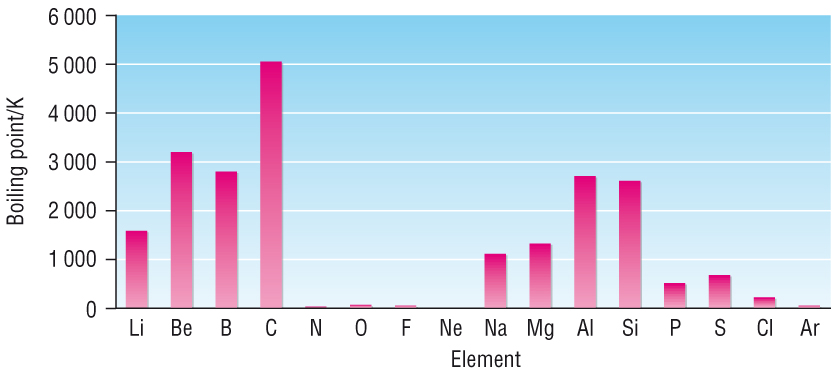 6 000
5 000
4 000
3 000
2 000
1 000
0
Boiling point/K
Li Be B C N O F Ne Na Mg Al Si P S Cl Ar
Element